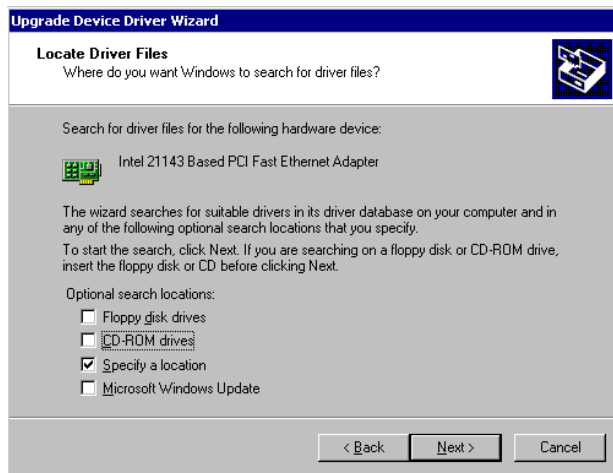 Upgrade Device Driver Wizard
Locate Driver Files
Where do you want Windows to search for driver files?
Search for driver files for the following hardware device:
Intel 21143 Based PCI Fast Ethernet Adapter
The wizard searches for suitable drivers in its driver database on your computer and in
any of the following optional search locations that you specify.
To start the search, click Next. If you are searching on a floppy disk or CD-ROM drive,
insert the floppy disk or CD before clicking Next.
Optional search locations:
Floppy disk drives
CD-ROM drives
Specify a location
Microsoft Windows Update
< Back Next > Cancel